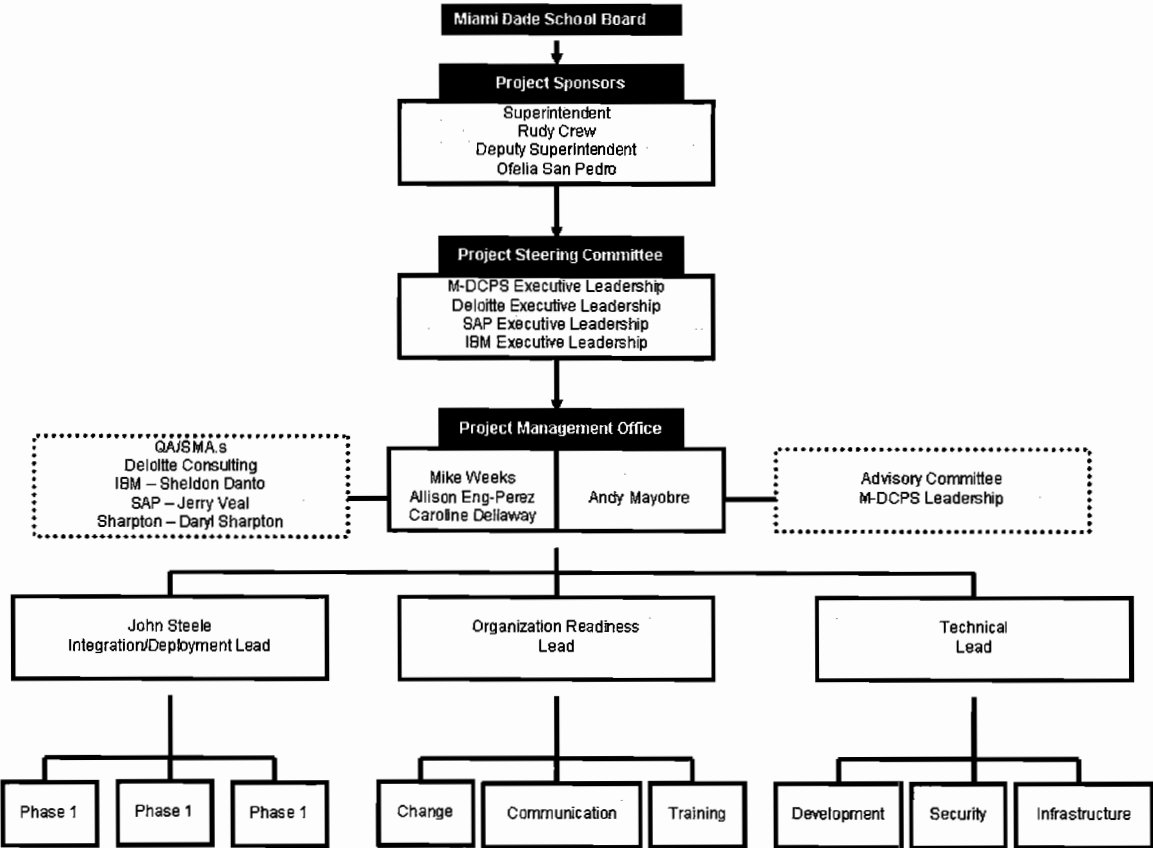 Miami Dade School Board
Project Sponsors
Superintendent
Rudy Crew
Deputy Superintendent
Ofelia San Pedro
Project Steering Committee
M-DCPS Executive Leadership
Deloitte Executive Leadership
SAP Executive Leadership
IBM Executive Leadership
Project Management Office
QA/SMA.s
Deloitte Consulting
IBM – Sheldon Danto
SAP – Jerry Veal
Sharpton – Daryl Sharpton
Mike Weeks
Allison Eng-Perez
Caroline Dellaway
Andy Mayobre
Advisory Committee
M-DCPS Leadership
John Steele
Integration/Deployment Lead
Organization Readiness
Lead
Technical
Lead
Phase 1
Phase 1
Phase 1
Change
Communication
Training
Development
Security
Infrastructure